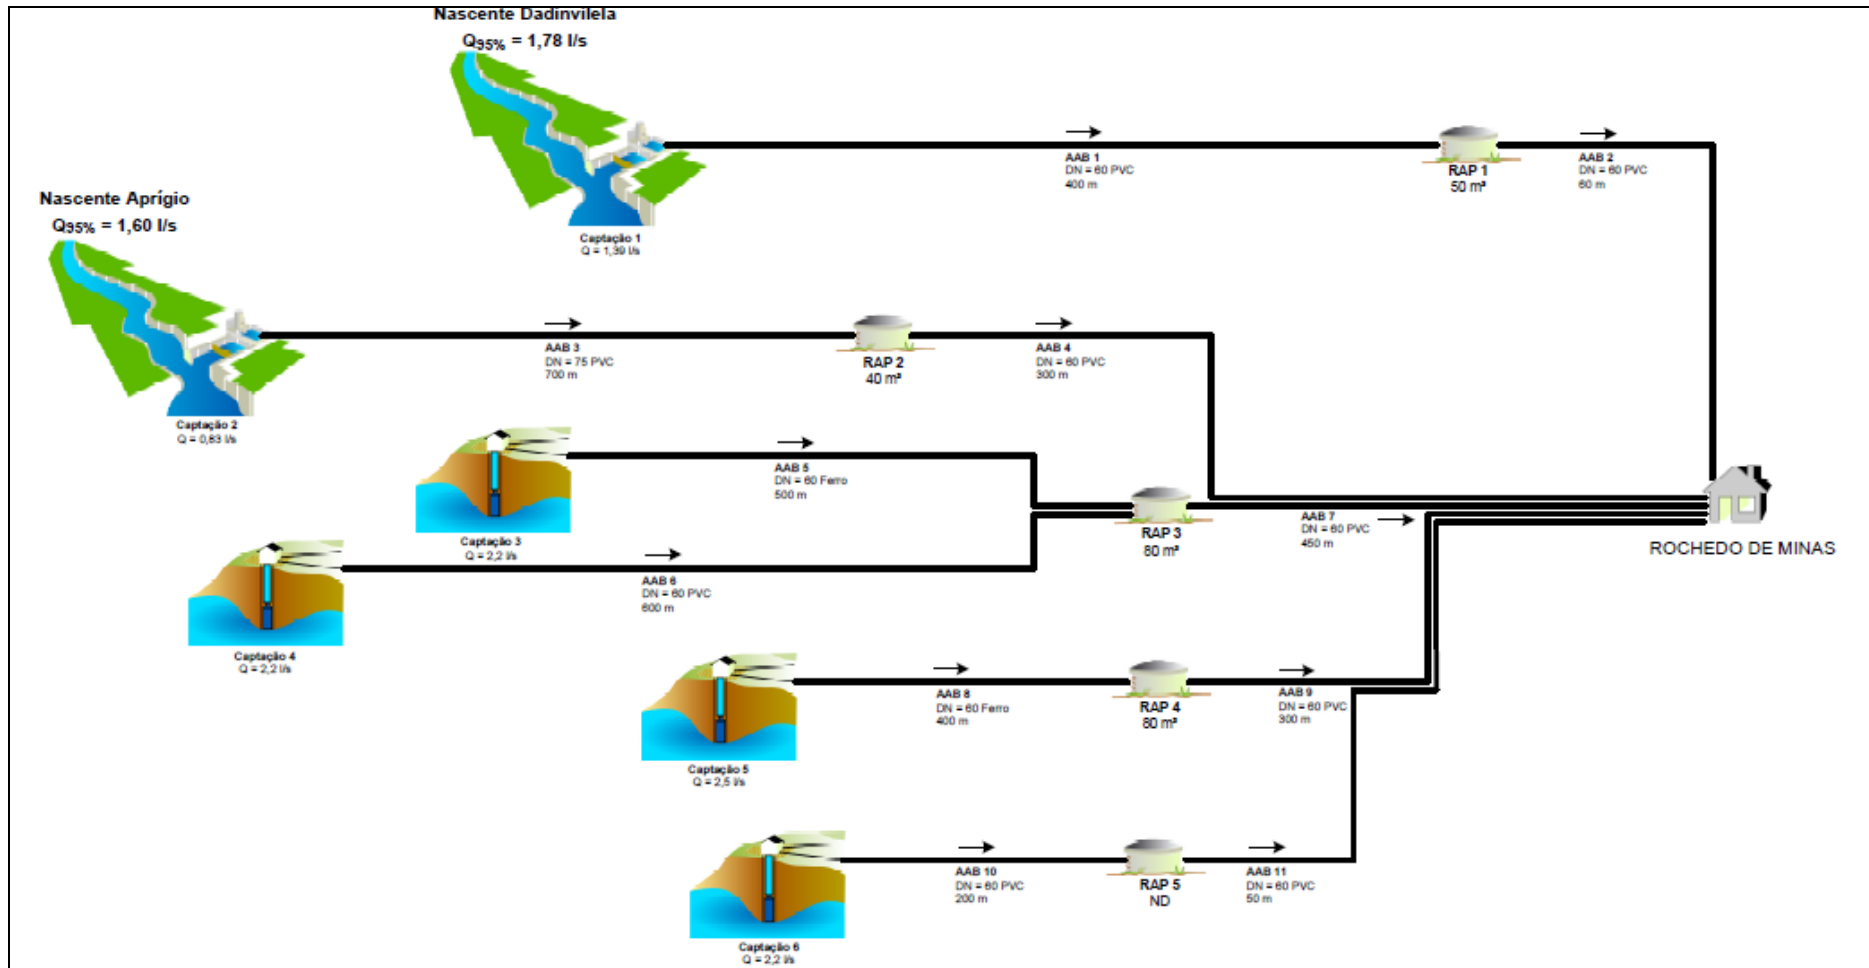 Nascente Dadinvilela
Q95% = 1,78 l/s
Captação 1
Q = 1,39 l/s
AAB 1
DN = 60 PVC
400 m
RAP 1
50 m³
AAB 2
DN = 60 PVC
60 m
Nascente Aprígio
Q95% = 1,60 l/s
Captação 2
Q = 0,83 l/s
AAB 3
DN = 75 PVC
700 m
RAP 2
40 m³
AAB 4
DN = 60 PVC
300 m
Captação 3
Q = 2,2 l/s
AAB 5
DN = 60 Ferro
500 m
Captação 4
Q = 2,2 l/s
AAB 6
DN = 60 PVC
600 m
RAP 3
80 m³
AAB 7
DN = 60 PVC
450 m
ROCHEDO DE MINAS
Captação 5
Q = 2,5 l/s
AAB 8
DN = 60 Ferro
400 m
RAP 4
80 m³
AAB 9
DN = 60 PVC
300 m
Captação 6
Q = 2,2 l/s
AAB 10
DN = 60 PVC
200 m
RAP 5
ND
AAB 11
DN = 60 PVC
50 m